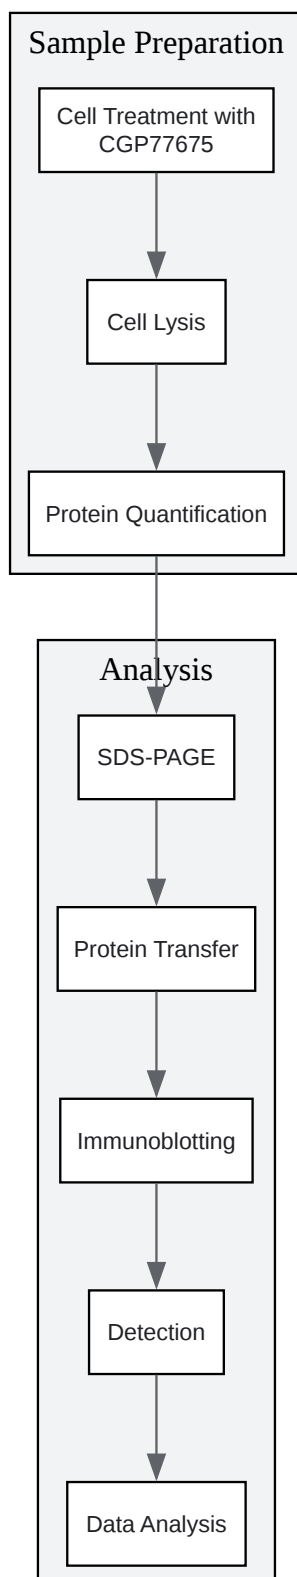 Sample Preparation
Cell Treatment with
CGP77675
Cell Lysis
Protein Quantification
Analysis
SDS-PAGE
Protein Transfer
Immunoblotting
Detection
Data Analysis